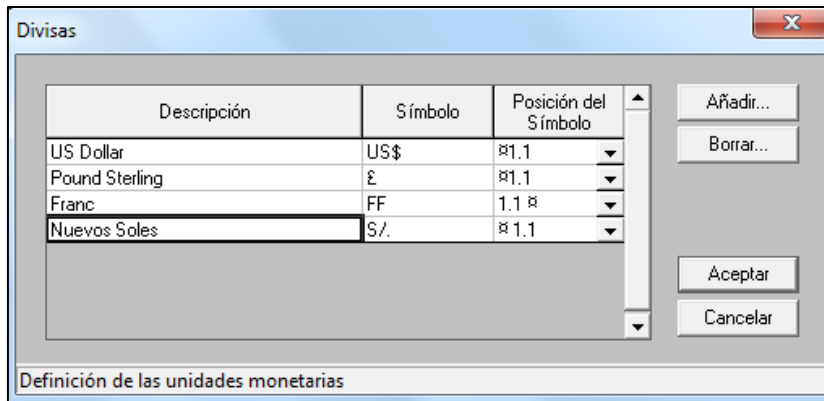 Divisas
Descripción Símbolo Posición del Símbolo
US Dollar US$ ¤1.1
Pound Sterling £ ¤1.1
Franc FF 1.1 ¤
Nuevos Soles S/. ¤ 1.1
Añadir...
Borrar...
Aceptar
Cancelar
Definición de las unidades monetarias